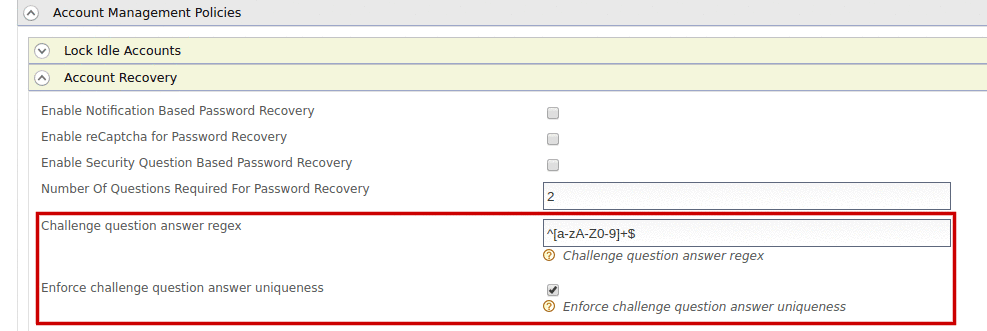 Account Management Policies
Lock Idle Accounts
Account Recovery
Enable Notification Based Password Recovery
Enable reCaptcha for Password Recovery
Enable Security Question Based Password Recovery
Number Of Questions Required For Password Recovery 2
Challenge question answer regex ^[a-zA-Z0-9]+$
? Challenge question answer regex
Enforce challenge question answer uniqueness
? Enforce challenge question answer uniqueness